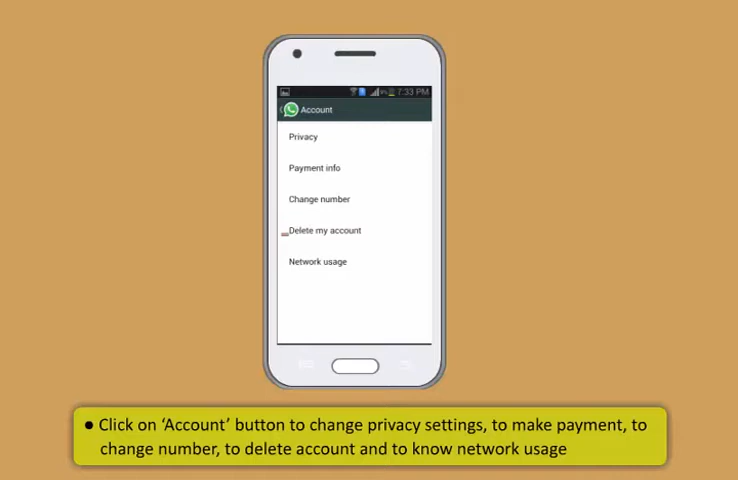 7:33 PM
Account
Privacy
Payment info
Change number
Delete my account
Network usage
● Click on ‘Account’ button to change privacy settings, to make payment, to
change number, to delete account and to know network usage